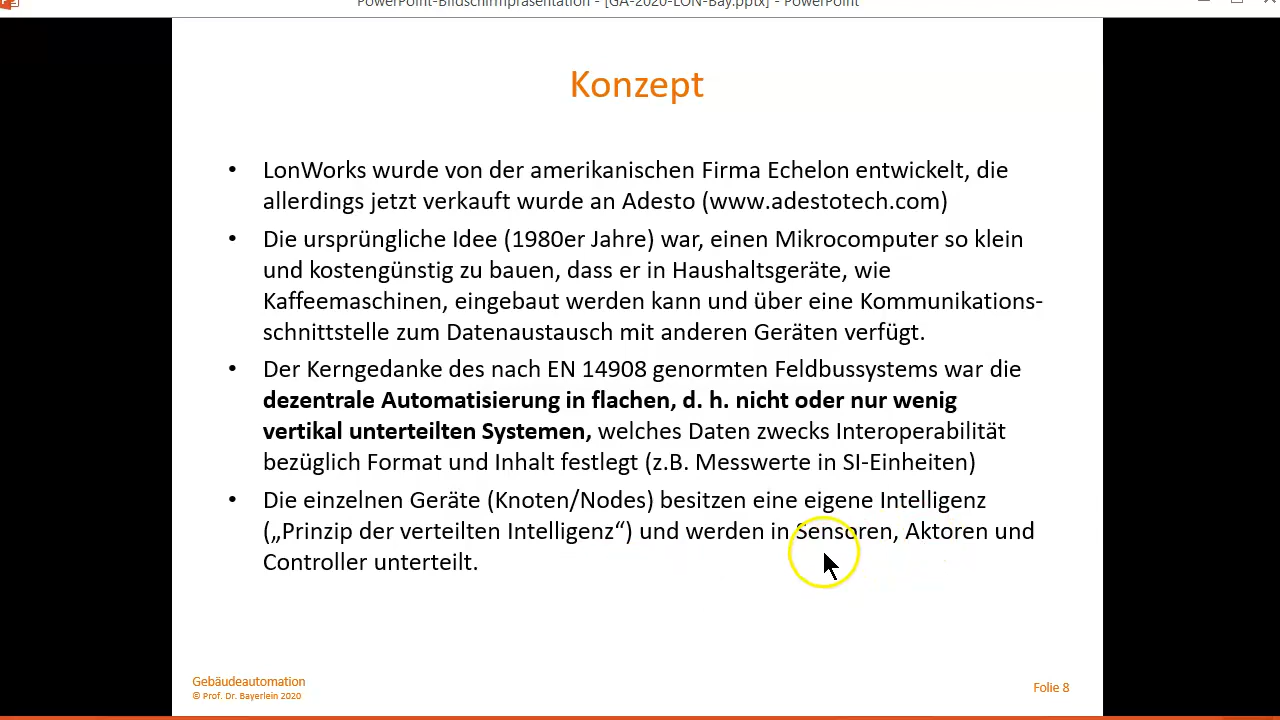 PowerPoint-Bildschirmpräsentation - [GA-2020-LON-Bay.pptx] - PowerPoint
Konzept
• LonWorks wurde von der amerikanischen Firma Echelon entwickelt, die
allerdings jetzt verkauft wurde an Adesto (www.adestotech.com)
• Die ursprüngliche Idee (1980er Jahre) war, einen Mikrocomputer so klein
und kostengünstig zu bauen, dass er in Haushaltsgeräte, wie
Kaffeemaschinen, eingebaut werden kann und über eine Kommunikations-
schnittstelle zum Datenaustausch mit anderen Geräten verfügt.
• Der Kerngedanke des nach EN 14908 genormten Feldbussystems war die
dezentrale Automatisierung in flachen, d. h. nicht oder nur wenig
vertikal unterteilten Systemen, welches Daten zwecks Interoperabilität
bezüglich Format und Inhalt festlegt (z.B. Messwerte in SI-Einheiten)
• Die einzelnen Geräte (Knoten/Nodes) besitzen eine eigene Intelligenz
(„Prinzip der verteilten Intelligenz“) und werden in Sensoren, Aktoren und
Controller unterteilt.
Gebäudeautomation
© Prof. Dr. Bayerlein 2020
Folie 8